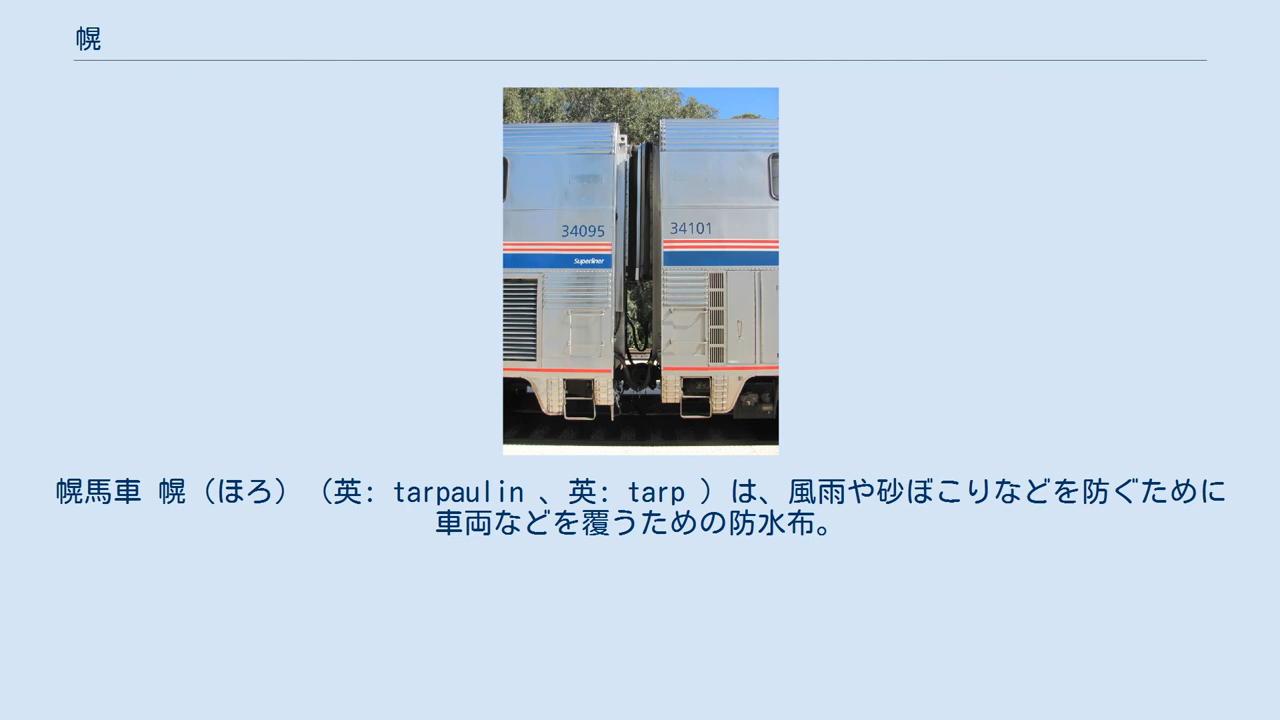 幌
34095
34101
Superliner
幌馬車 幌（ほろ）（英: tarpaulin 、英: tarp ）は、風雨や砂ぼこりなどを防ぐために
車両などを覆うための防水布。